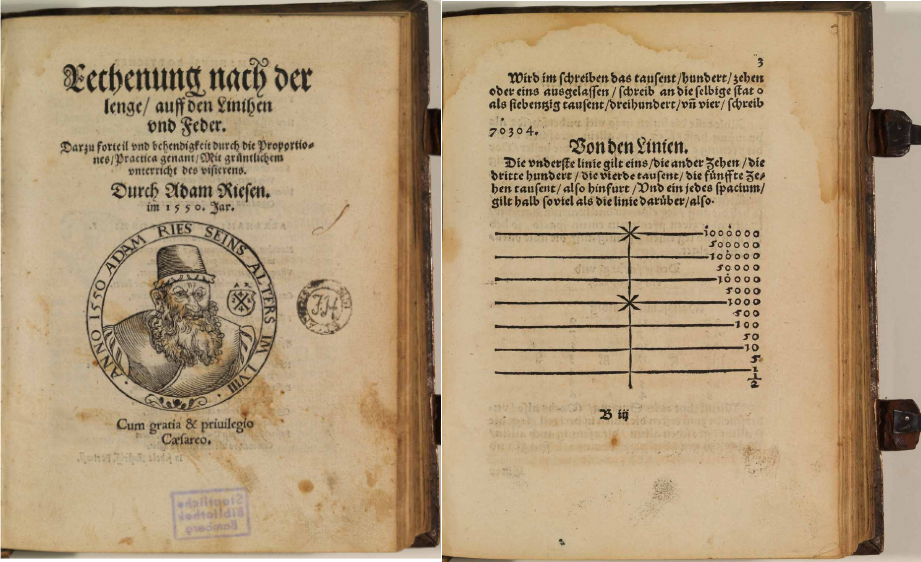 Rechenung nach der
lenge/ auff den Linihen
vnd Feder.
Darzu forteil vnd behendigkeit durch die Proportio-
nes/Practica genant/Mit grüntlichem
vnterricht des visierens.
Durch Adam Riesen.
im 1550. Jar.
ANNO 1550 ADAM RIES SEINS ALTERS IM LVIII
Cum gratia & priuilegio
Cæsareo.
Staatliche
Bibliothek
Bamberg
3
Wird im schreiben das tausent/hundert/zehen
oder eins ausgelassen/schreib an die selbige stat o
als siebentzig tausent/dreihundert/vñ vier/schreib
70304.
Von den Linien.
Die vnderste linie gilt eins/die ander Zehen/die
dritte hundert/die vierde tausent/die fünffte Ze-
hen tausent/also hinfurt/Vnd ein jedes spacium/
gilt halb soviel als die linie darüber/also.
1000000
500000
100000
50000
10000
5000
1000
500
100
50
10
5
1
1/2
B iij